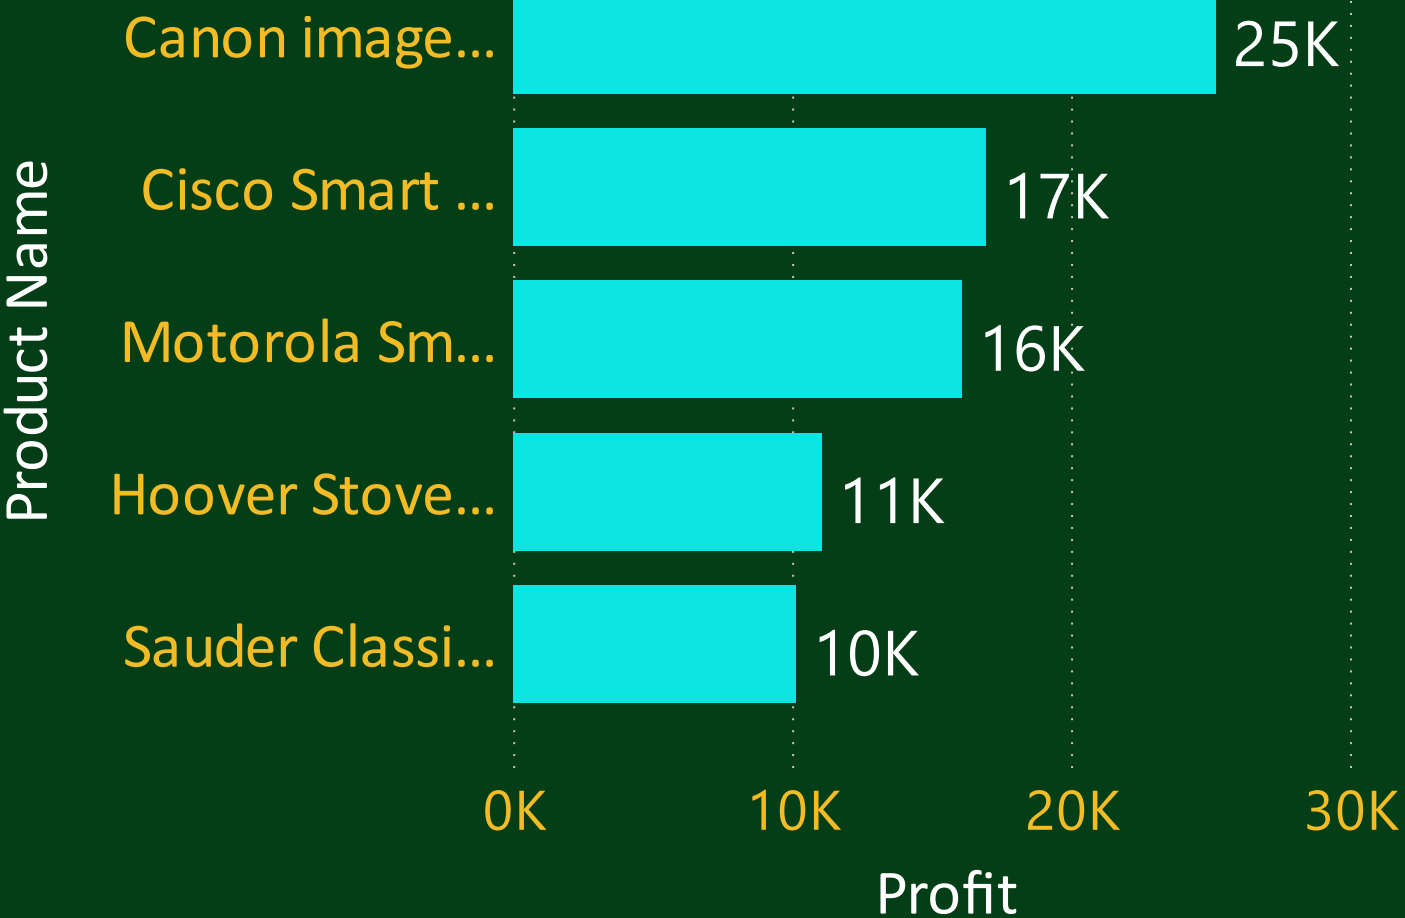 Product Name
Canon image...
25K
Cisco Smart ...
17K
Motorola Sm...
16K
Hoover Stove...
11K
Sauder Classi...
10K
0K
10K
20K
30K
Profit